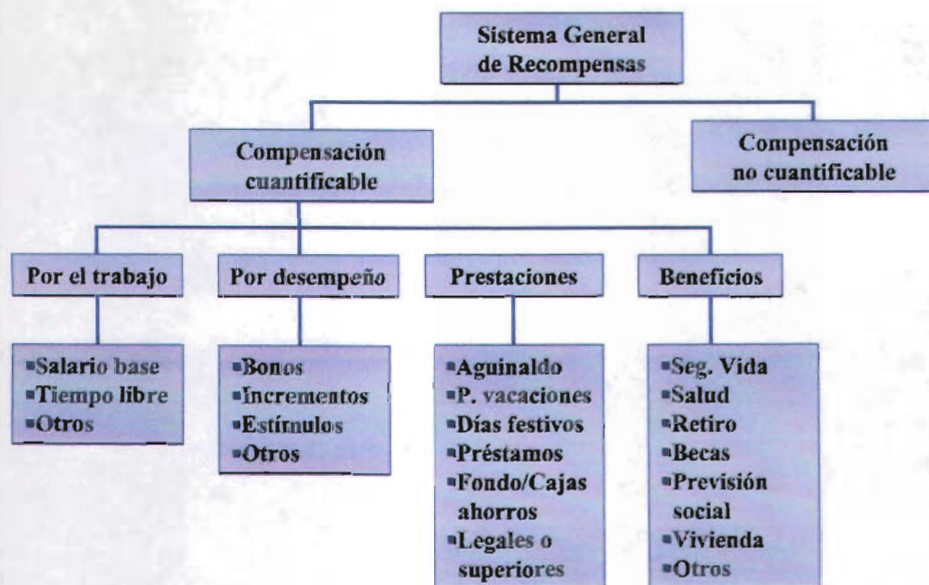 Sistema General
de Recompensas
Compensación
cuantificable
Compensación
no cuantificable
Por el trabajo
Por desempeño
Prestaciones
Beneficios
▪Salario base
▪Tiempo libre
▪Otros
▪Bonos
▪Incrementos
▪Estímulos
▪Otros
▪Aguinaldo
▪P. vacaciones
▪Días festivos
▪Préstamos
▪Fondo/Cajas
ahorros
▪Legales o
superiores
▪Seg. Vida
▪Salud
▪Retiro
▪Becas
▪Previsión
social
▪Vivienda
▪Otros